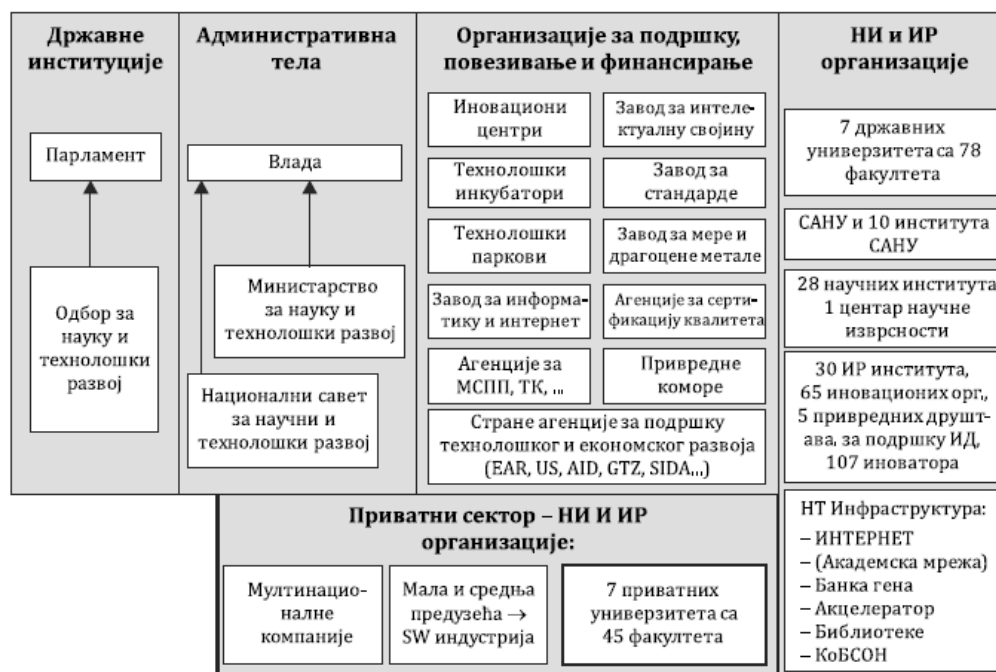 Државне
институције
Парламент
Одбор за
науку и
технолошки
развој
Административна
тела
Влада
Министарство
за науку и
технолошки развој
Национални савет
за научни и
технолошки развој
Организације за подршку,
повезивање и финансирање
Иновациони
центри
Завод за интеле-
ктуалну својину
Технолошки
инкубатори
Завод за
стандарде
Технолошки
паркови
Завод за мере и
драгоцене метале
Завод за информа-
тику и интернет
Агенције за серти-
фикацију квалитета
Агенције за
МСПП, ТК, ...
Привредне
коморе
Стране агенције за подршку
технолошког и економског развоја
(EAR, US, AID, GTZ, SIDA...)
НИ и ИР
организације
7 државних
универзитета са 78
факултета
САНУ и 10 института
САНУ
28 научних института
1 центар научне
изврсности
30 ИР института,
65 иновационих орг.,
5 привредних друшт-
ава, за подршку ИД,
107 иноватора
НТ Инфраструктура:
– ИНТЕРНЕТ
– (Академска мрежа)
– Банка гена
– Акцелератор
– Библиотеке
– КоБСОН
Приватни сектор – НИ И ИР
организације:
Мултинацио-
налне
компаније
Мала и средња
предузећа →
SW индустрија
7 приватних
универзитета са
45 факултета